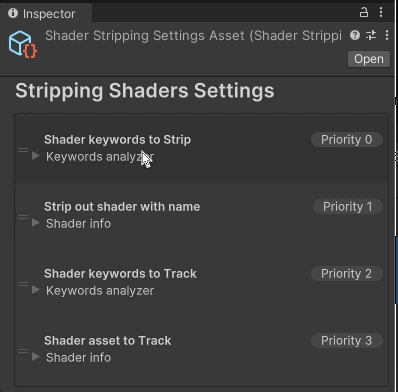 Inspector
Shader Stripping Settings Asset (Shader Strippi
Open
Stripping Shaders Settings
Shader keywords to Strip Priority 0
Keywords analyzer
Strip out shader with name Priority 1
Shader info
Shader keywords to Track Priority 2
Keywords analyzer
Shader asset to Track Priority 3
Shader info